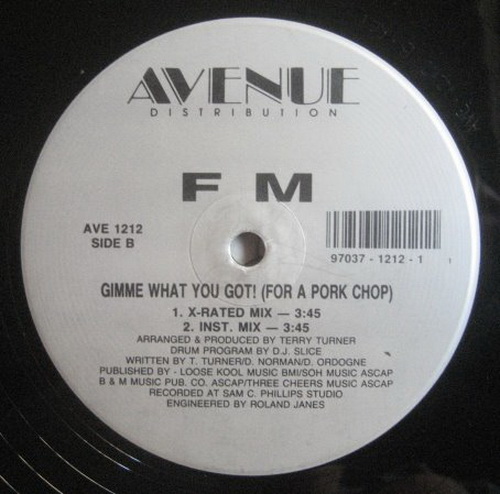 AVENUE
DISTRIBUTION
F M
AVE 1212
SIDE B
97037 - 1212 - 1
GIMME WHAT YOU GOT! (FOR A PORK CHOP)
1. X-RATED MIX — 3:45
2. INST. MIX — 3:45
ARRANGED & PRODUCED BY TERRY TURNER
DRUM PROGRAM BY D.J. SLICE
WRITTEN BY T. TURNER/D. NORMAN/D. ORDOGNE
PUBLISHED BY - LOOSE KOOL MUSIC BMI/SOH MUSIC ASCAP
B & M MUSIC PUB. CO. ASCAP/THREE CHEERS MUSIC ASCAP
RECORDED AT SAM C. PHILLIPS STUDIO
ENGINEERED BY ROLAND JANES